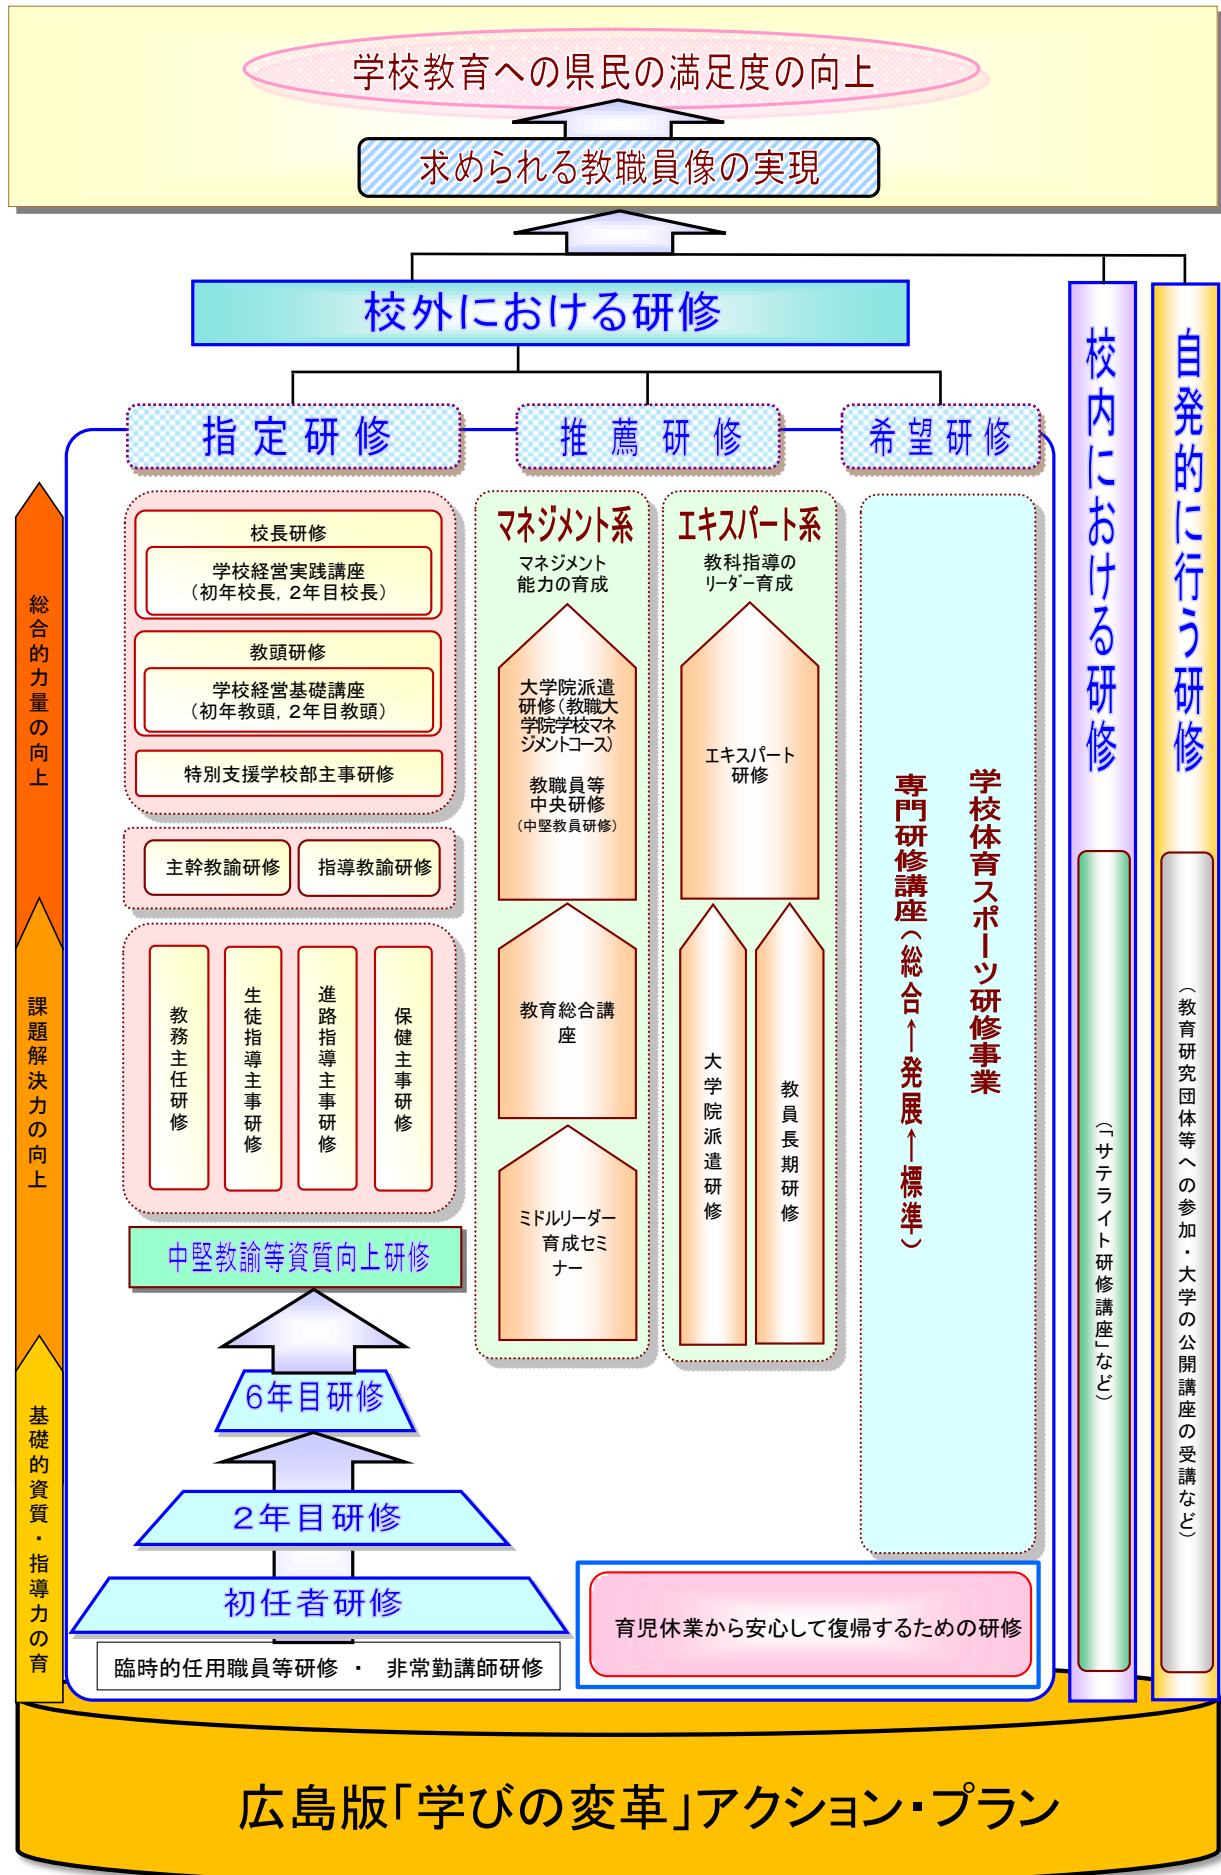 学校教育への県民の満足度の向上
求められる教職員像の実現
校外における研修
校内における研修
(「サテライト研修講座」など)
自発的に行う研修
(教育研究団体等への参加・大学の公開講座の受講など)
指定研修
推薦研修
希望研修
総合的力量の向上
課題解決力の向上
基礎的資質・指導力の育
校長研修
学校経営実践講座
(初年校長, 2年目校長)
教頭研修
学校経営基礎講座
(初年教頭, 2年目教頭)
特別支援学校部主事研修
主幹教諭研修
指導教諭研修
教務主任研修
生徒指導主事研修
進路指導主事研修
保健主事研修
中堅教諭等資質向上研修
6年目研修
2年目研修
初任者研修
臨時的任用職員等研修 ・ 非常勤講師研修
マネジメント系
マネジメント
能力の育成
大学院派遣
研修(教職大
学院学校マネ
ジメントコース)
教職員等
中央研修
(中堅教員研修)
教育総合講
座
ミドルリーダー
育成セミ
ナー
エキスパート系
教科指導の
リーダー育成
エキスパート
研修
大学院派遣研修
教員長期研修
学校体育スポーツ研修事業
専門研修講座(総合←発展←標準)
育児休業から安心して復帰するための研修
広島版「学びの変革」アクション・プラン